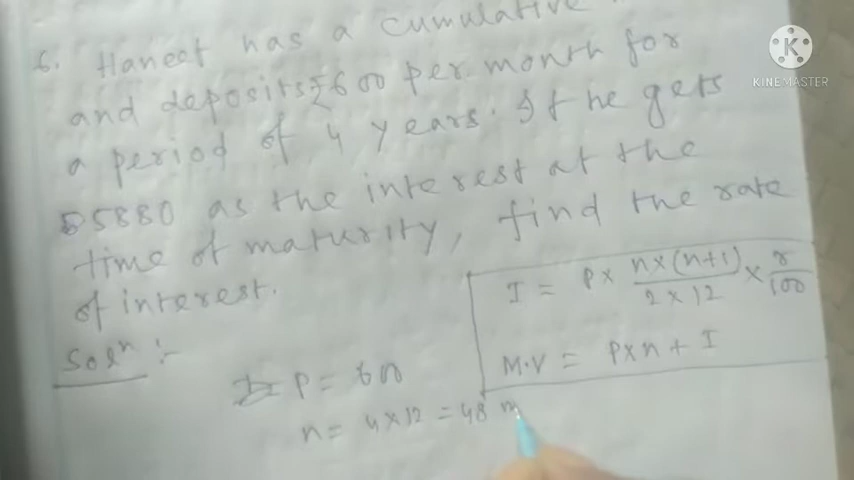 6. Haneet has a cumulative
and deposits ₹600 per month for
a period of 4 years. If he gets
₹5880 as the interest at the
time of maturity, find the rate
of interest.
Solⁿ :-
P = 600
n = 4×12 = 48 m
I = P× n×(n+1)/2×12 × r/100
M.V = P×n + I
K
KINEMASTER